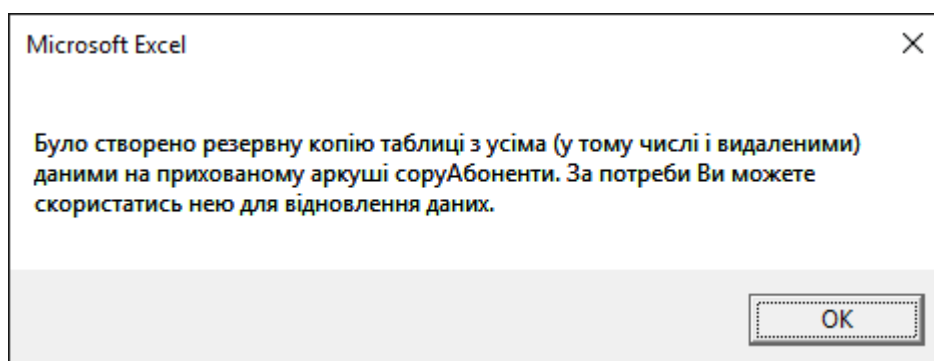 Microsoft Excel
Було створено резервну копію таблиці з усіма (у тому числі і видаленими)
даними на прихованому аркуші copyАбоненти. За потреби Ви можете
скористатись нею для відновлення даних.
OK